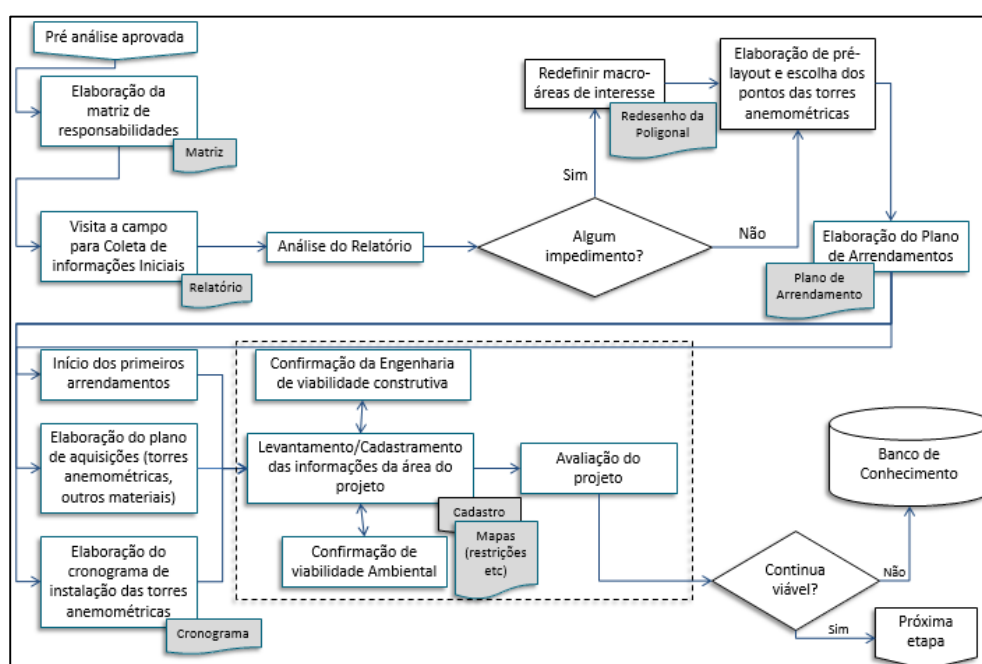 Pré análise aprovada
Elaboração da
matriz de
responsabilidades
Matriz
Visita a campo
para Coleta de
informações Iniciais
Relatório
Análise do Relatório
Algum
impedimento?
Sim
Não
Redefinir macro-
áreas de interesse
Redesenho da
Poligonal
Elaboração de pré-
layout e escolha dos
pontos das torres
anemométricas
Elaboração do Plano
de Arrendamentos
Plano de
Arrendamento
Início dos primeiros
arrendamentos
Elaboração do plano
de aquisições (torres
anemométricas,
outros materiais)
Elaboração do
cronograma de
instalação das torres
anemométricas
Cronograma
Confirmação da Engenharia
de viabilidade construtiva
Levantamento/Cadastramento
das informações da área do
projeto
Cadastro
Mapas
(restrições
etc)
Confirmação de
viabilidade Ambiental
Avaliação do
projeto
Continua
viável?
Não
Sim
Banco de
Conhecimento
Próxima
etapa